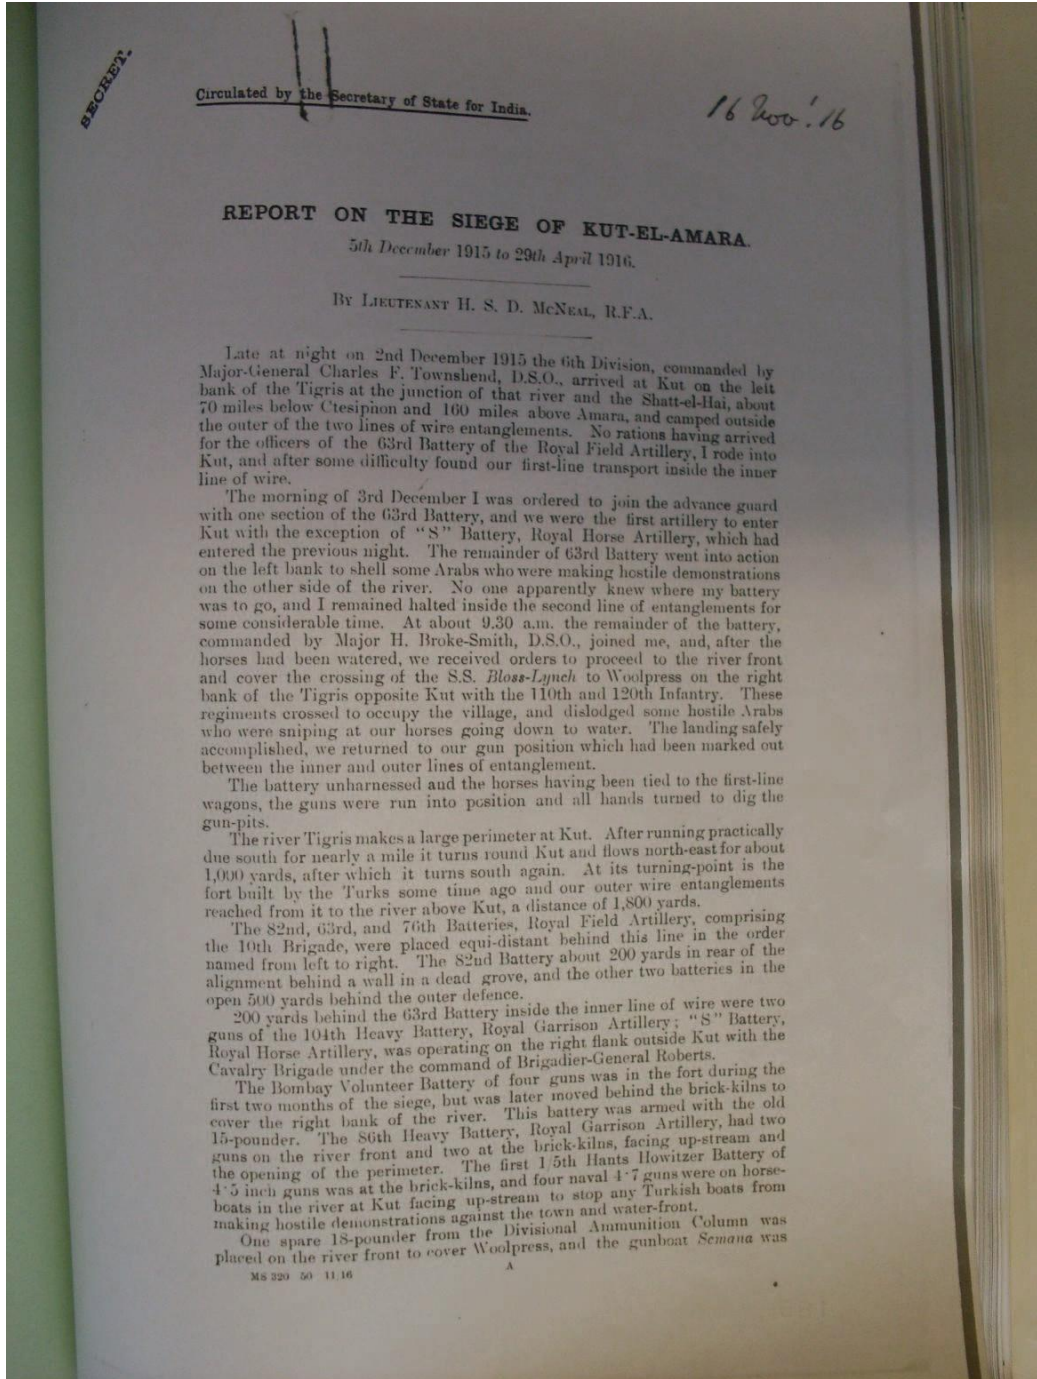 SECRET.
Circulated by the Secretary of State for India.
16 Nov! 16
REPORT ON THE SIEGE OF KUT-EL-AMARA.
5th December 1915 to 29th April 1916.
BY LIEUTENANT H. S. D. MCNEAL, R.F.A.
Late at night on 2nd December 1915 the 6th Division, commanded by
Major-General Charles F. Townshend, D.S.O., arrived at Kut on the left
bank of the Tigris at the junction of that river and the Shatt-el-Hai, about
70 miles below Ctesiphon and 160 miles above Amara, and camped outside
the outer of the two lines of wire entanglements. No rations having arrived
for the officers of the 63rd Battery of the Royal Field Artillery, I rode into
Kut, and after some difficulty found our first-line transport inside the inner
line of wire.
The morning of 3rd December I was ordered to join the advance guard
with one section of the 63rd Battery, and we were the first artillery to enter
Kut with the exception of "S" Battery, Royal Horse Artillery, which had
entered the previous night. The remainder of 63rd Battery went into action
on the left bank to shell some Arabs who were making hostile demonstrations
on the other side of the river. No one apparently knew where my battery
was to go, and I remained halted inside the second line of entanglements for
some considerable time. At about 9.30 a.m. the remainder of the battery,
commanded by Major H. Broke-Smith, D.S.O., joined me, and, after the
horses had been watered, we received orders to proceed to the river front
and cover the crossing of the S.S. Bloss-Lynch to Woolpress on the right
bank of the Tigris opposite Kut with the 110th and 120th Infantry. These
regiments crossed to occupy the village, and dislodged some hostile Arabs
who were sniping at our horses going down to water. The landing safely
accomplished, we returned to our gun position which had been marked out
between the inner and outer lines of entanglement.
The battery unharnessed and the horses having been tied to the first-line
wagons, the guns were run into position and all hands turned to dig the
gun-pits.
The river Tigris makes a large perimeter at Kut. After running practically
due south for nearly a mile it turns round Kut and flows north-east for about
1,000 yards, after which it turns south again. At its turning-point is the
fort built by the Turks some time ago and our outer wire entanglements
reached from it to the river above Kut, a distance of 1,800 yards.
The 82nd, 63rd, and 76th Batteries, Royal Field Artillery, comprising
the 10th Brigade, were placed equi-distant behind this line in the order
named from left to right. The 82nd Battery about 200 yards in rear of the
alignment behind a wall in a dead grove, and the other two batteries in the
open 500 yards behind the outer defence.
200 yards behind the 63rd Battery inside the inner line of wire were two
guns of the 104th Heavy Battery, Royal Garrison Artillery; "S" Battery,
Royal Horse Artillery, was operating on the right flank outside Kut with the
Cavalry Brigade under the command of Brigadier-General Roberts.
The Bombay Volunteer Battery of four guns was in the fort during the
first two months of the siege, but was later moved behind the brick-kilns to
cover the right bank of the river. This battery was armed with the old
15-pounder. The 86th Heavy Battery, Royal Garrison Artillery, had two
guns on the river front and two at the brick-kilns, facing up-stream and
the opening of the perimeter. The first 1/5th Hants Howitzer Battery of
4·5 inch guns was at the brick-kilns, and four naval 4·7 guns were on horse-
boats in the river at Kut facing up-stream to stop any Turkish boats from
making hostile demonstrations against the town and water-front.
One spare 18-pounder from the Divisional Ammunition Column was
placed on the river front to cover Woolpress, and the gunboat Semana was
A
MS 320 50 11 16